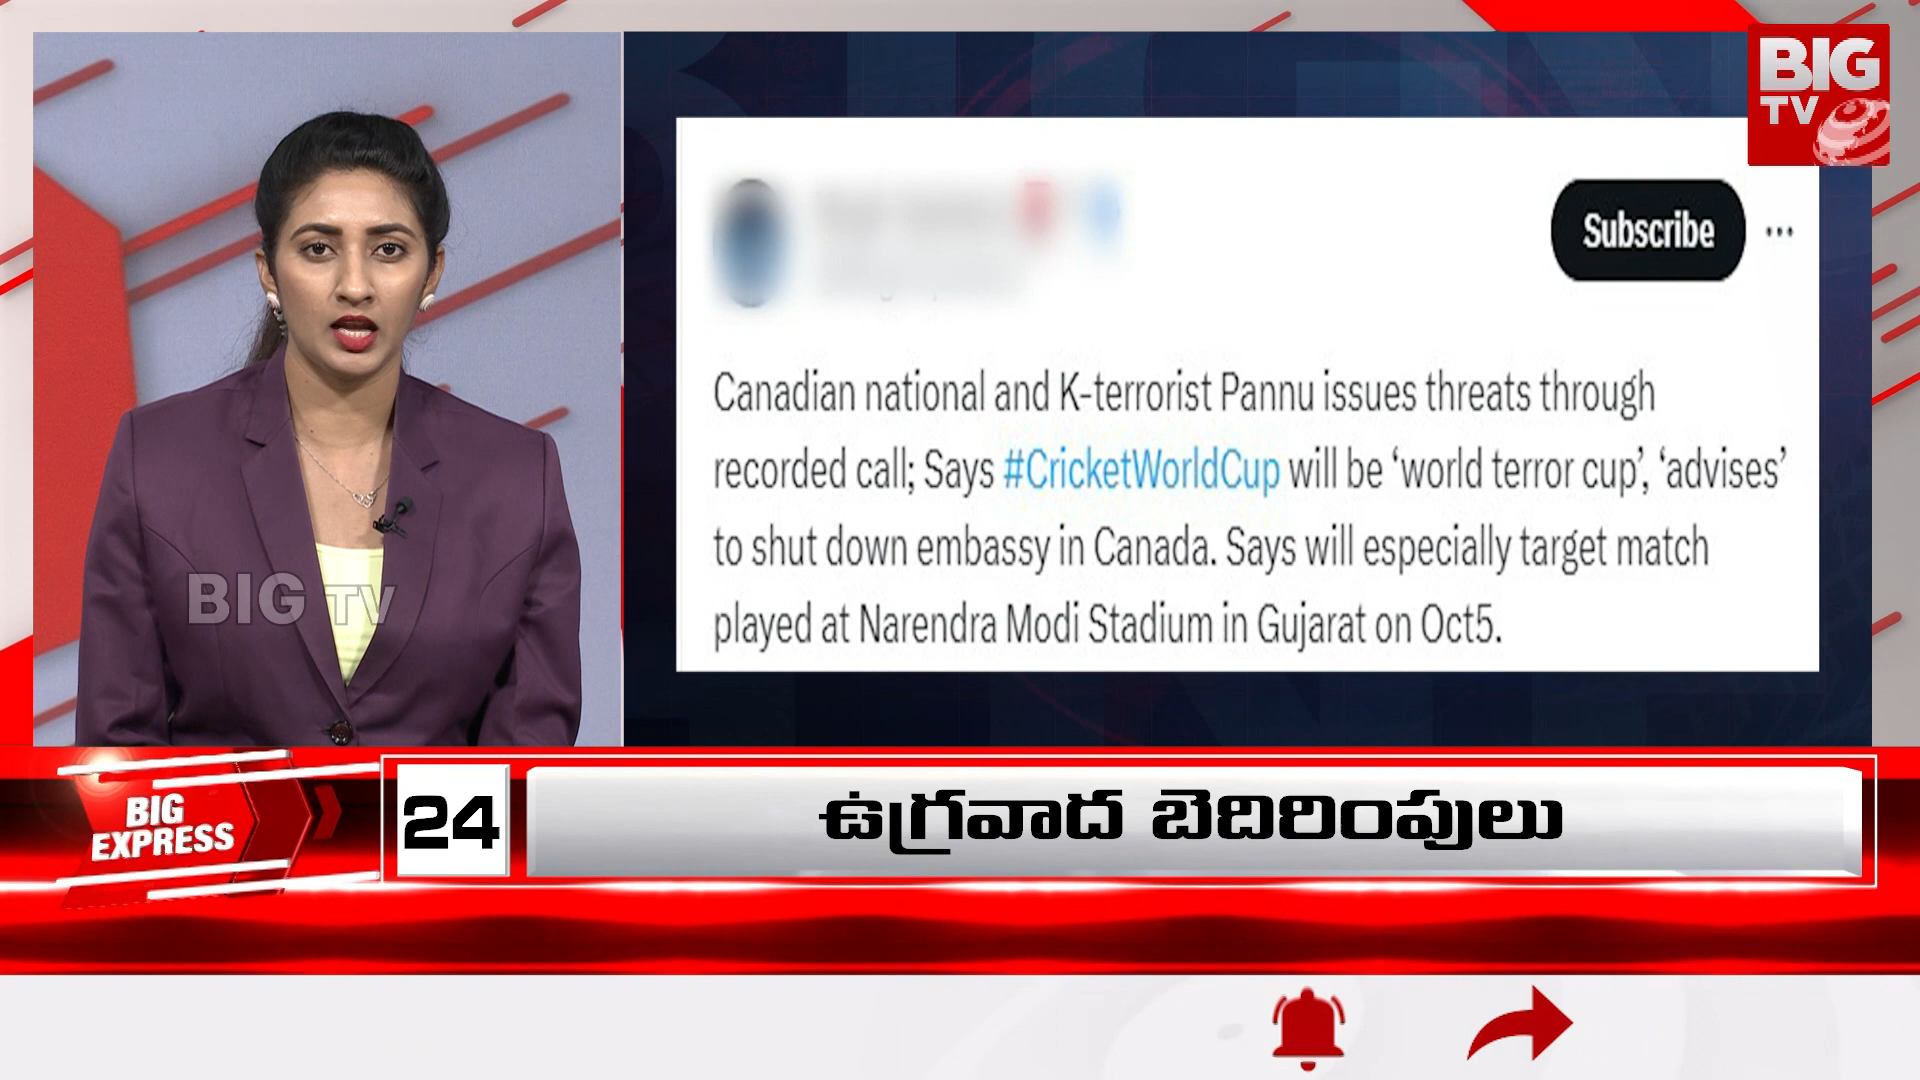 BIG
TV
Subscribe
Canadian national and K-terrorist Pannu issues threats through
recorded call; Says #CricketWorldCup will be ‘world terror cup’, ‘advises’
to shut down embassy in Canada. Says will especially target match
played at Narendra Modi Stadium in Gujarat on Oct5.
BIG TV
BIG
EXPRESS
24
ఉగ్రవాద బెదిరింపులు